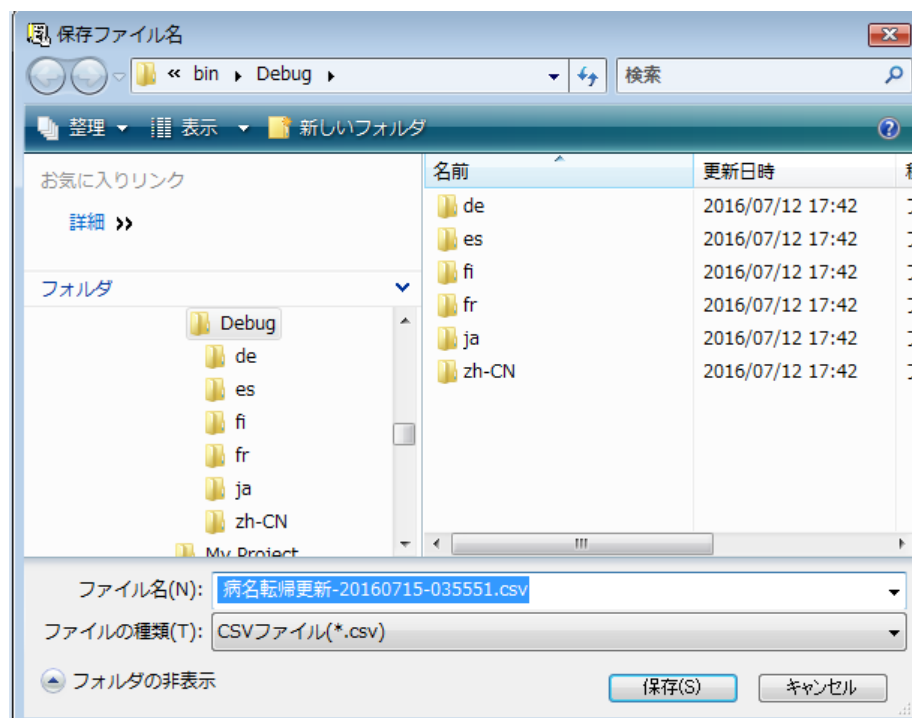 保存ファイル名
« bin ▸ Debug ▸
検索
整理 表示 新しいフォルダ
お気に入りリンク
詳細 »
フォルダ
Debug
de
es
fi
fr
ja
zh-CN
My Project
名前 更新日時
de 2016/07/12 17:42
es 2016/07/12 17:42
fi 2016/07/12 17:42
fr 2016/07/12 17:42
ja 2016/07/12 17:42
zh-CN 2016/07/12 17:42
ファイル名(N): 病名転帰更新-20160715-035551.csv
ファイルの種類(T): CSVファイル(*.csv)
フォルダの非表示
保存(S) キャンセル